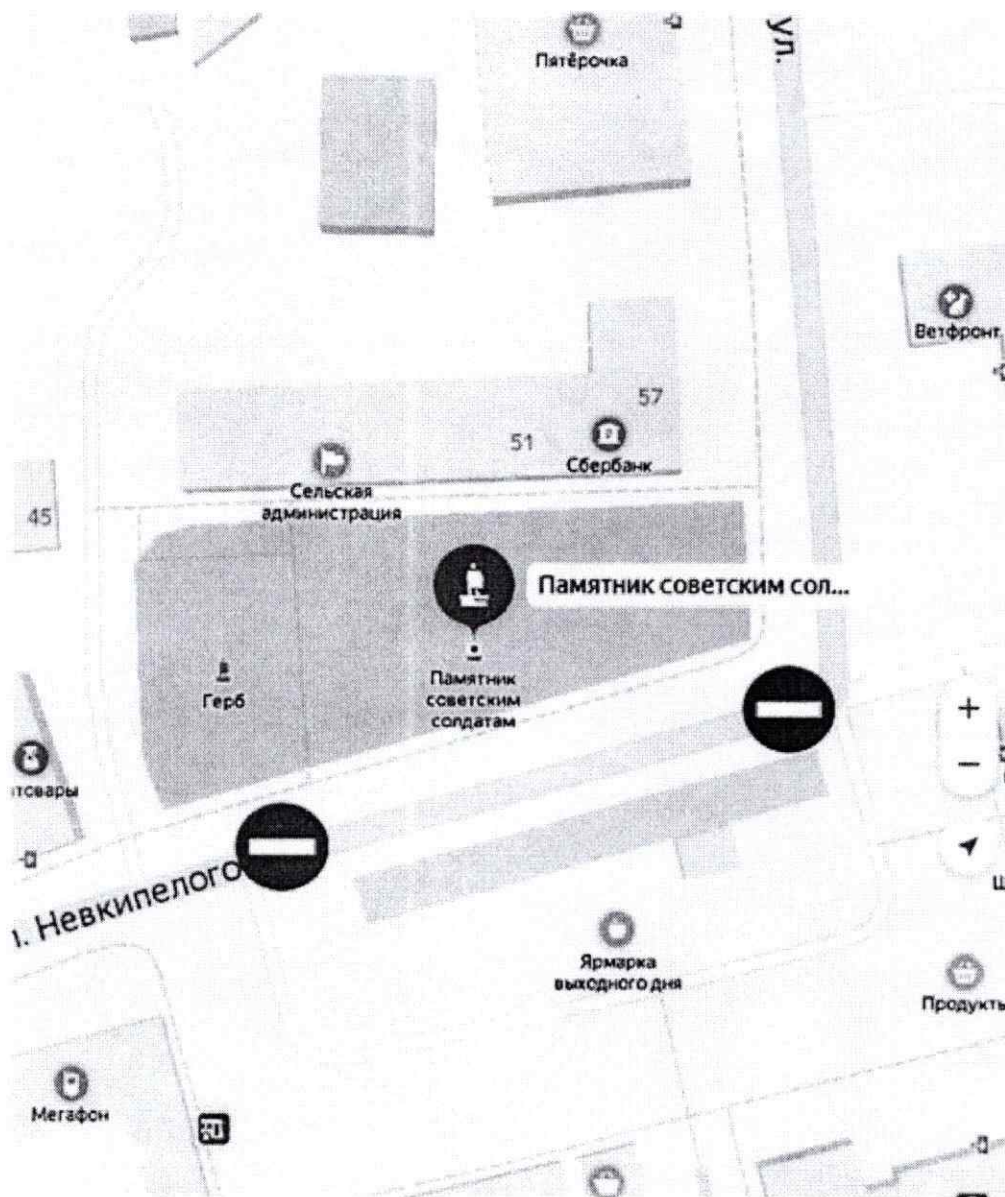 Пятёрочка
ул.
Ветфронт
57
51
Сбербанк
Сельская
администрация
45
Памятник советским сол...
Памятник
советским
солдатам
Герб
+
−
товары
л. Невкипелого
Ярмарка
выходного дня
Продукты
Мегафон